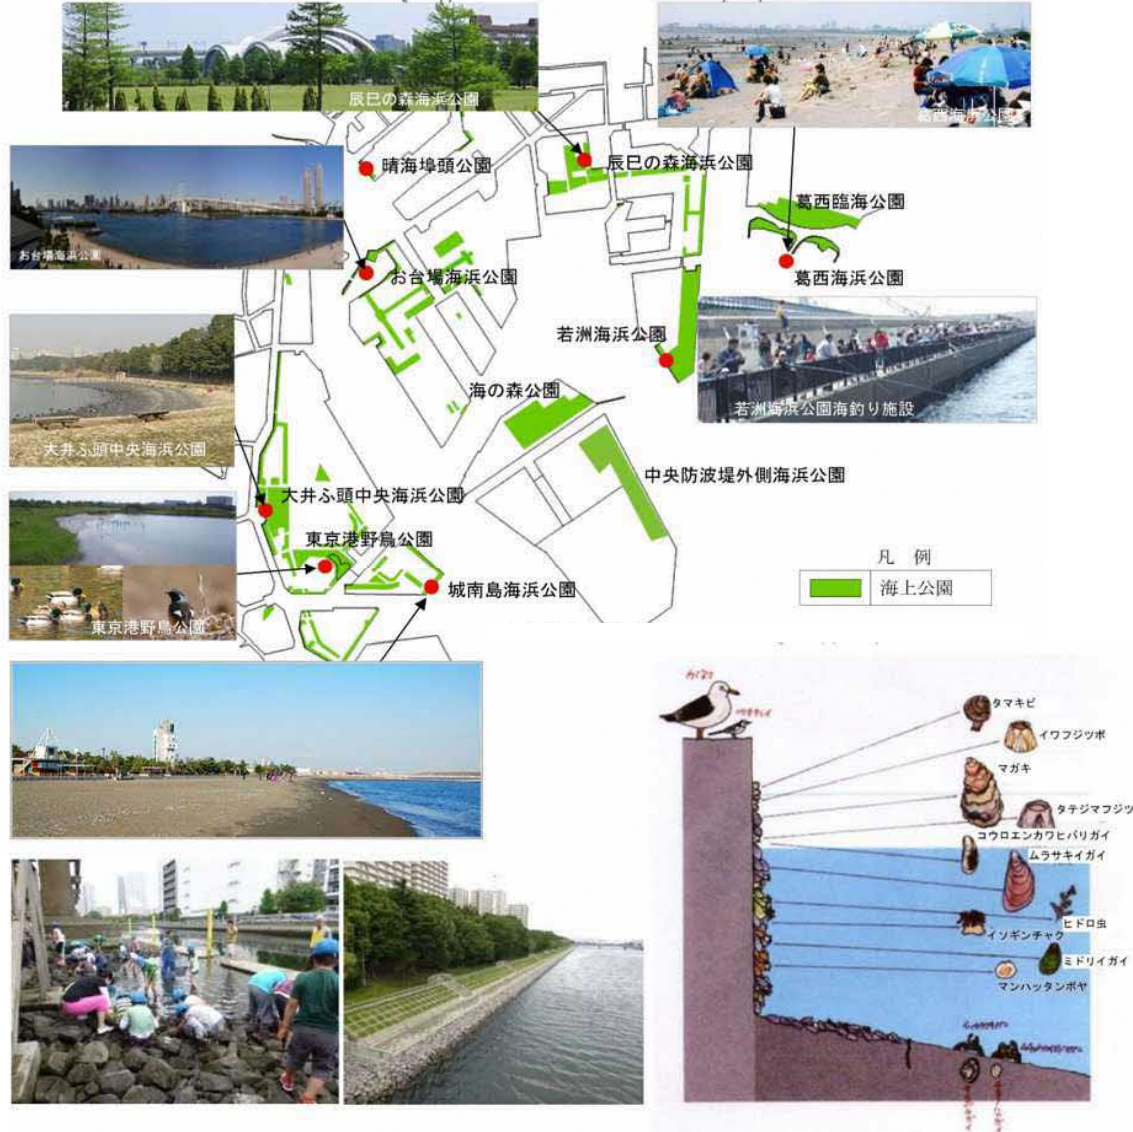 辰巳の森海浜公園
葛西海浜公園
晴海埠頭公園
辰巳の森海浜公園
葛西臨海公園
お台場海浜公園
お台場海浜公園
葛西海浜公園
若洲海浜公園
海の森公園
若洲海浜公園海釣り施設
大井ふ頭中央海浜公園
中央防波堤外側海浜公園
大井ふ頭中央海浜公園
東京港野鳥公園
凡 例
海上公園
城南島海浜公園
東京港野鳥公園
タマキビ
イワフジツボ
マガキ
タテジマフジツ
コウロエンカワヒバリガイ
ムラサキイガイ
ヒドロ虫
イソギンチャク
ミドリイガイ
マンハッタンボヤ